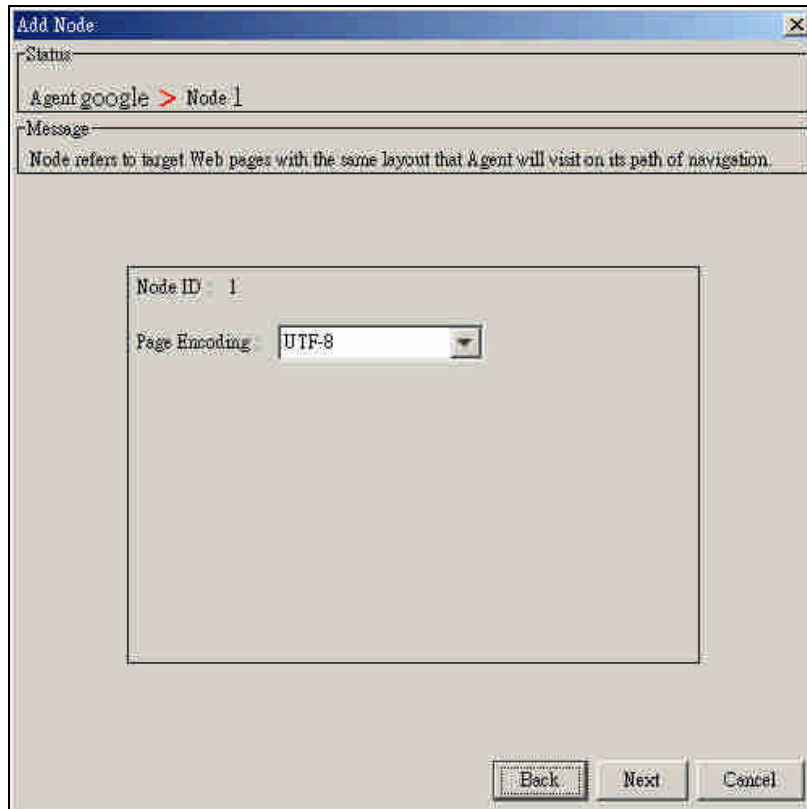 Add Node
Status
Agent google > Node 1
Message
Node refers to target Web pages with the same layout that Agent will visit on its path of navigation.
Node ID : 1
Page Encoding : UTF-8
Back Next Cancel